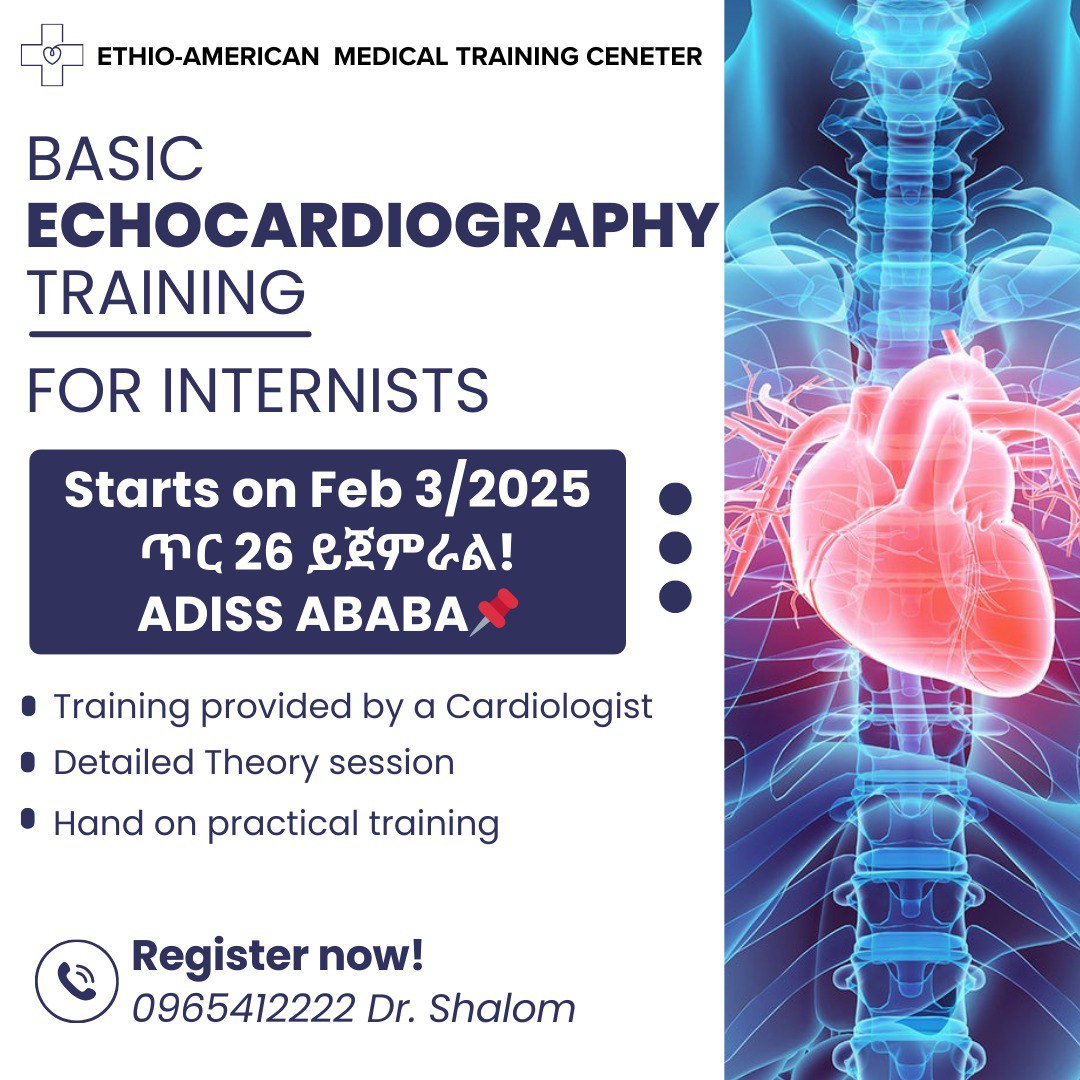 ETHIO-AMERICAN MEDICAL TRAINING CENETER
BASIC
ECHOCARDIOGRAPHY
TRAINING
FOR INTERNISTS
Starts on Feb 3/2025
ጥር 26 ይጀምራል!
ADISS ABABA📌
Training provided by a Cardiologist
Detailed Theory session
Hand on practical training
Register now!
0965412222 Dr. Shalom